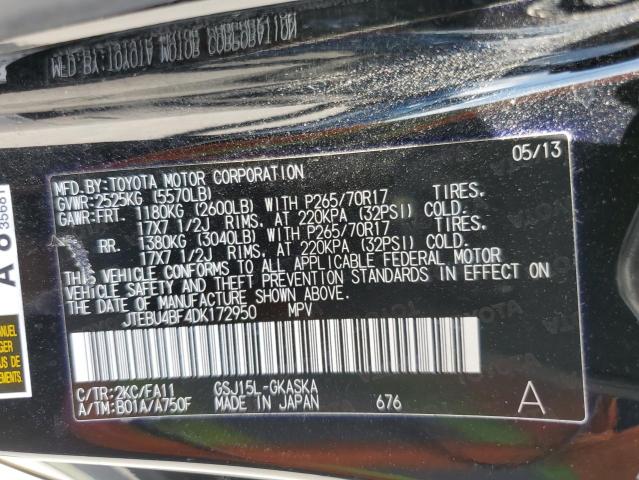 05/13
MFD.BY:TOYOTA MOTOR CORPORATION
GVWR:2525KG (5570LB)
GAWR:FRT. 1180KG (2600LB) WITH P265/70R17 TIRES.
17X7 1/2J RIMS. AT 220KPA (32PSI) COLD.
RR. 1380KG (3040LB) WITH P265/70R17 TIRES.
17X7 1/2J RIMS. AT 220KPA (32PSI) COLD.
THIS VEHICLE CONFORMS TO ALL APPLICABLE FEDERAL MOTOR
VEHICLE SAFETY AND THEFT PREVENTION STANDARDS IN EFFECT ON
THE DATE OF MANUFACTURE SHOWN ABOVE.
JTEBU4BF4DK172950 MPV
C/TR:2KC/FA11 GSJ15L-GKASKA
A/TM:B01A/A750F MADE IN JAPAN 676 A
A 8
35681